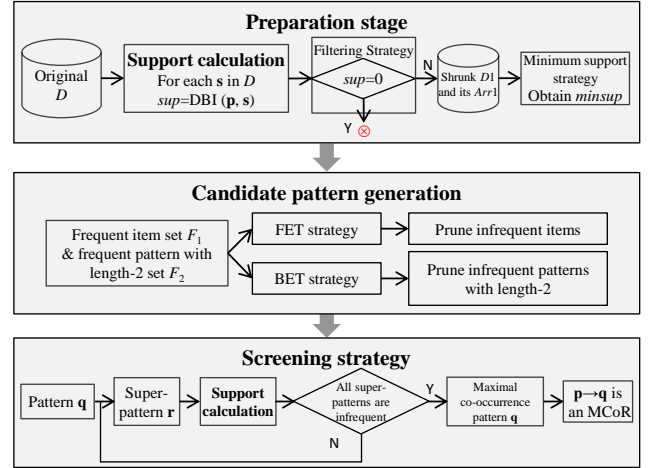 Preparation stage
Original
D
Support calculation
For each s in D
sup=DBI (p, s)
Filtering Strategy
sup=0
N
Y ⊗
Shrunk D1
and its Arr1
Minimum support
strategy
Obtain minsup
Candidate pattern generation
Frequent item set F1
& frequent pattern with
length-2 set F2
FET strategy
Prune infrequent items
BET strategy
Prune infrequent patterns
with length-2
Screening strategy
Pattern q
Super-
pattern r
Support
calculation
All super-
patterns are
infrequent
Y
N
Maximal
co-occurrence
pattern q
p→q is
an MCoR